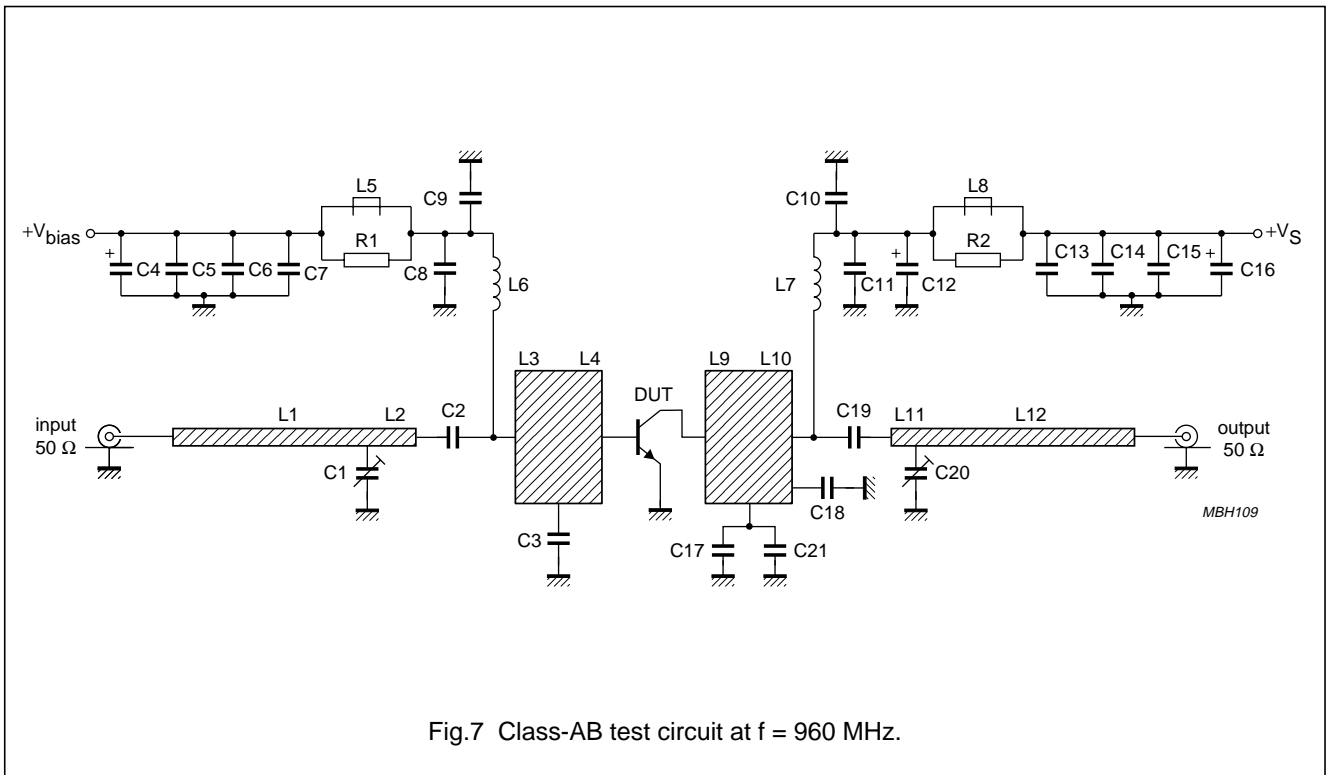 C9
L5
+Vbias
R1
+
C4
C5
C6
C7
C8
L6
C10
L8
+VS
R2
L7
C11
+
C12
C13
C14
C15
+
C16
L3
L4
L9
L10
DUT
input
50 Ω
L1
L2
C2
C1
C3
C19
L11
L12
output
50 Ω
C20
C18
C17
C21
MBH109
Fig.7 Class-AB test circuit at f = 960 MHz.